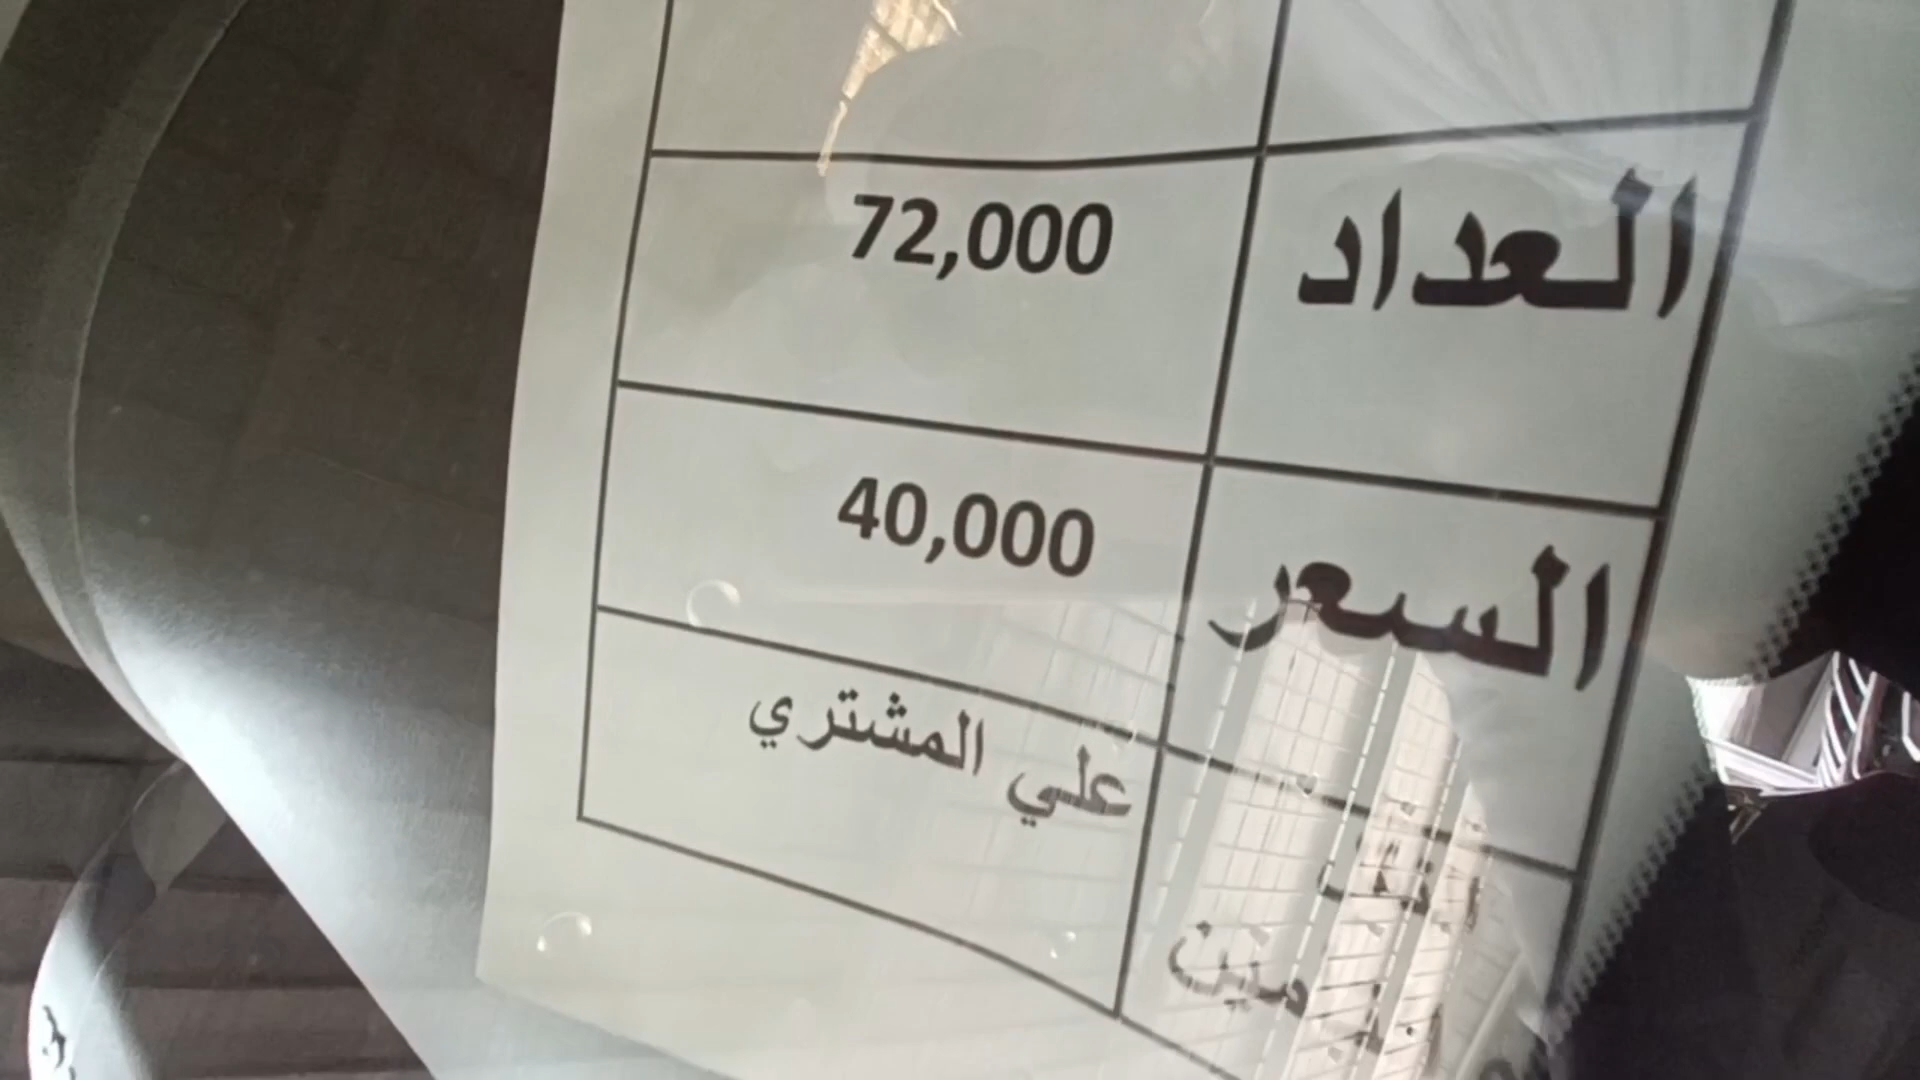 العداد 72,000
السعر 40,000
علي المشتري